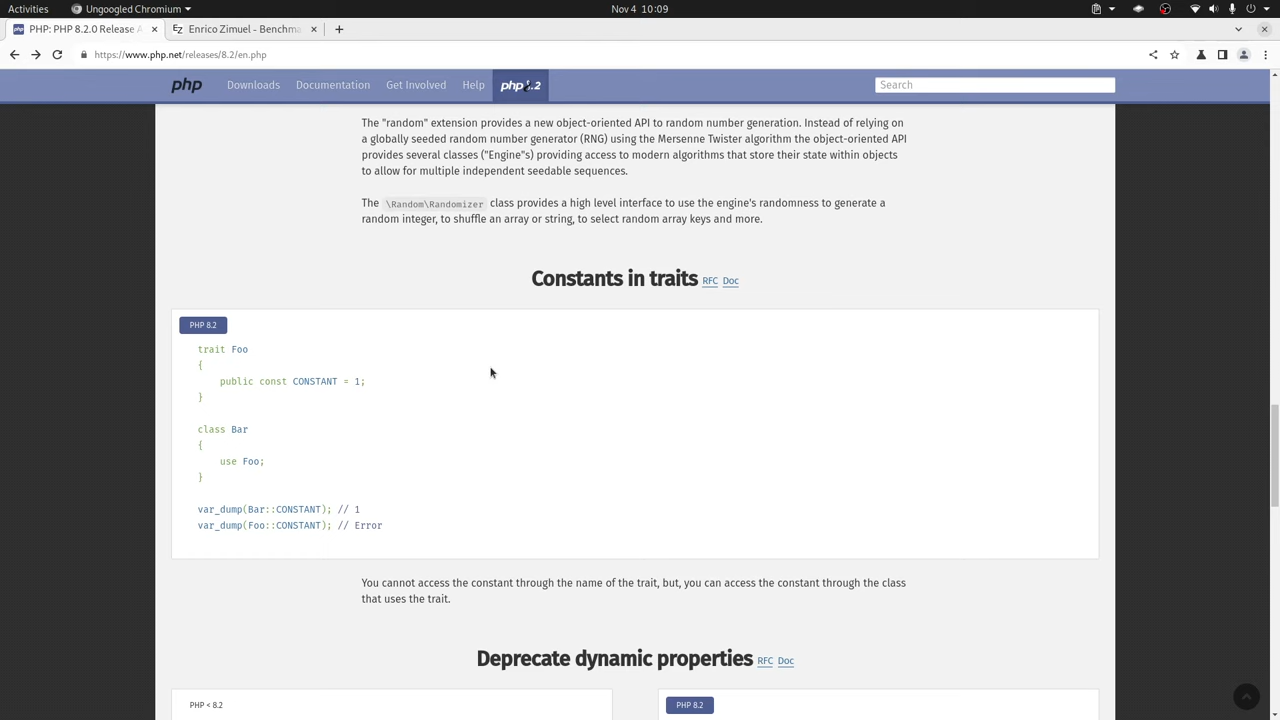 Activities
Ungoogled Chromium
Nov 4 10:09
PHP: PHP 8.2.0 Release A
Enrico Zimuel - Benchma
https://www.php.net/releases/8.2/en.php
php
Downloads
Documentation
Get Involved
Help
php8.2
Search
The "random" extension provides a new object-oriented API to random number generation. Instead of relying on
a globally seeded random number generator (RNG) using the Mersenne Twister algorithm the object-oriented API
provides several classes ("Engine"s) providing access to modern algorithms that store their state within objects
to allow for multiple independent seedable sequences.
The \Random\Randomizer class provides a high level interface to use the engine's randomness to generate a
random integer, to shuffle an array or string, to select random array keys and more.
Constants in traits RFC Doc
PHP 8.2
trait Foo
{
public const CONSTANT = 1;
}
class Bar
{
use Foo;
}
var_dump(Bar::CONSTANT); // 1
var_dump(Foo::CONSTANT); // Error
You cannot access the constant through the name of the trait, but, you can access the constant through the class
that uses the trait.
Deprecate dynamic properties RFC Doc
PHP < 8.2
PHP 8.2